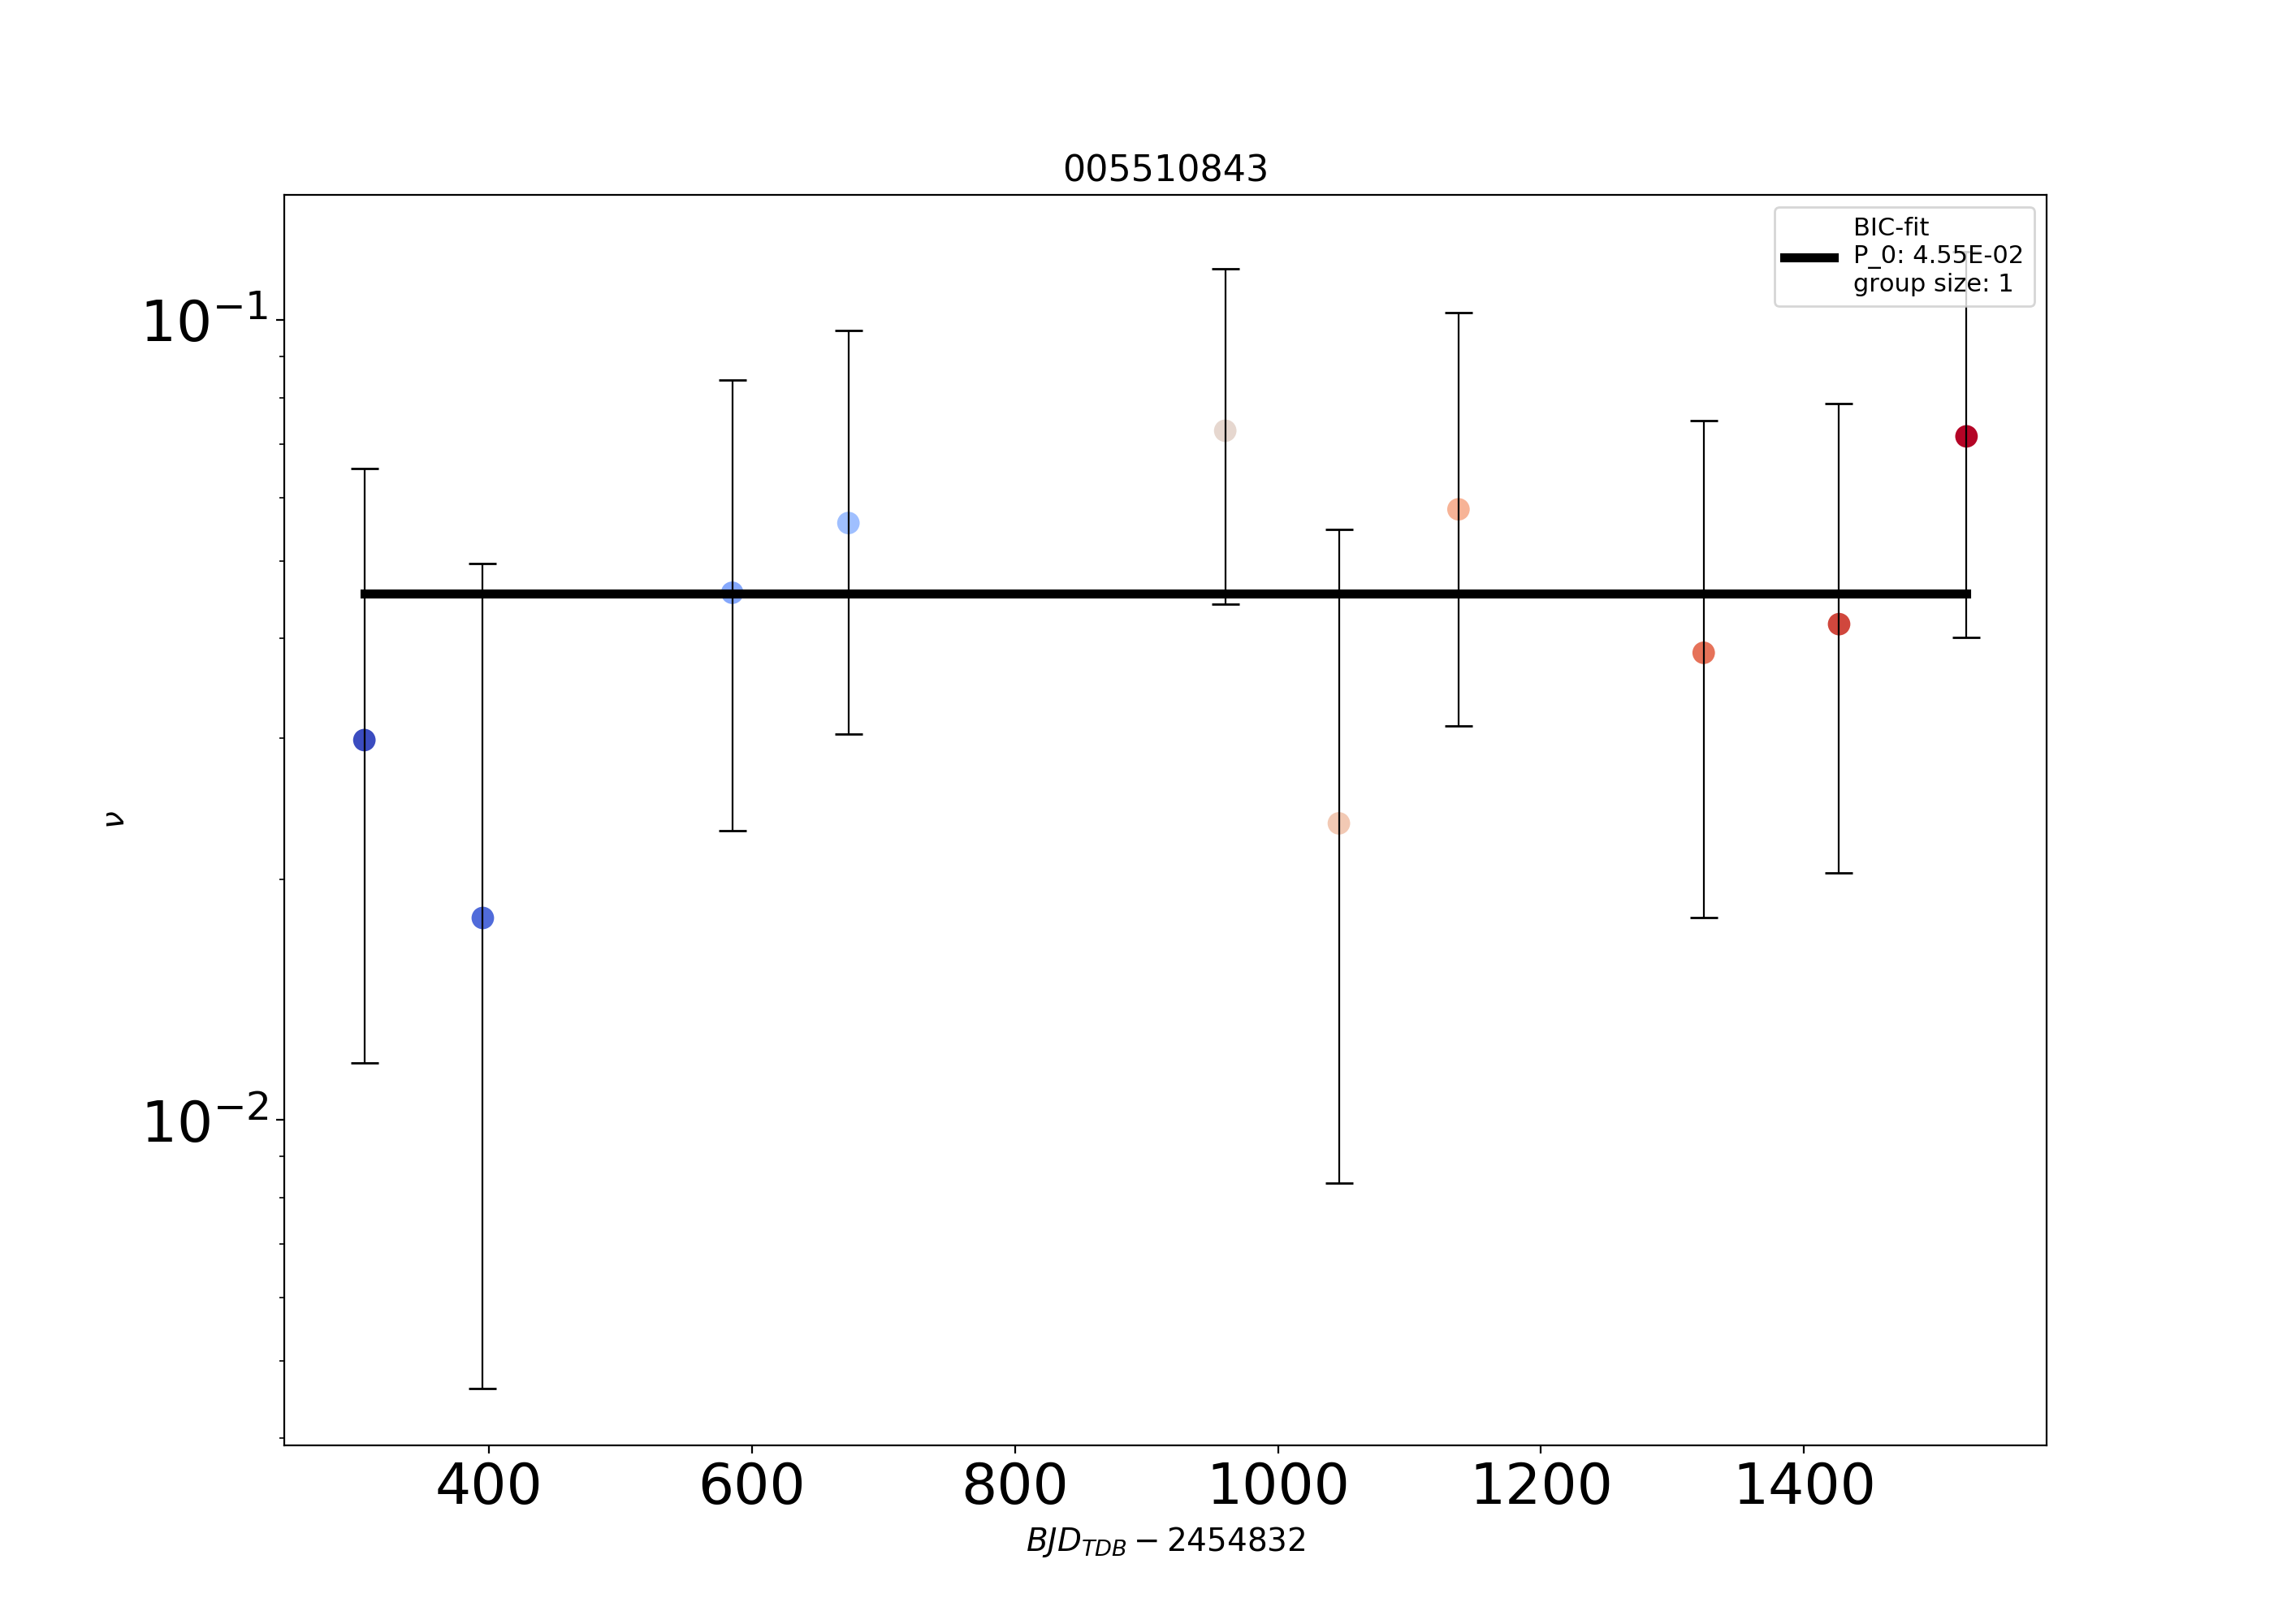 005510843
BIC-fit
P_0: 4.55E-02
group size: 1
10⁻¹
10⁻²
ν
400 600 800 1000 1200 1400
BJD_TDB − 2454832